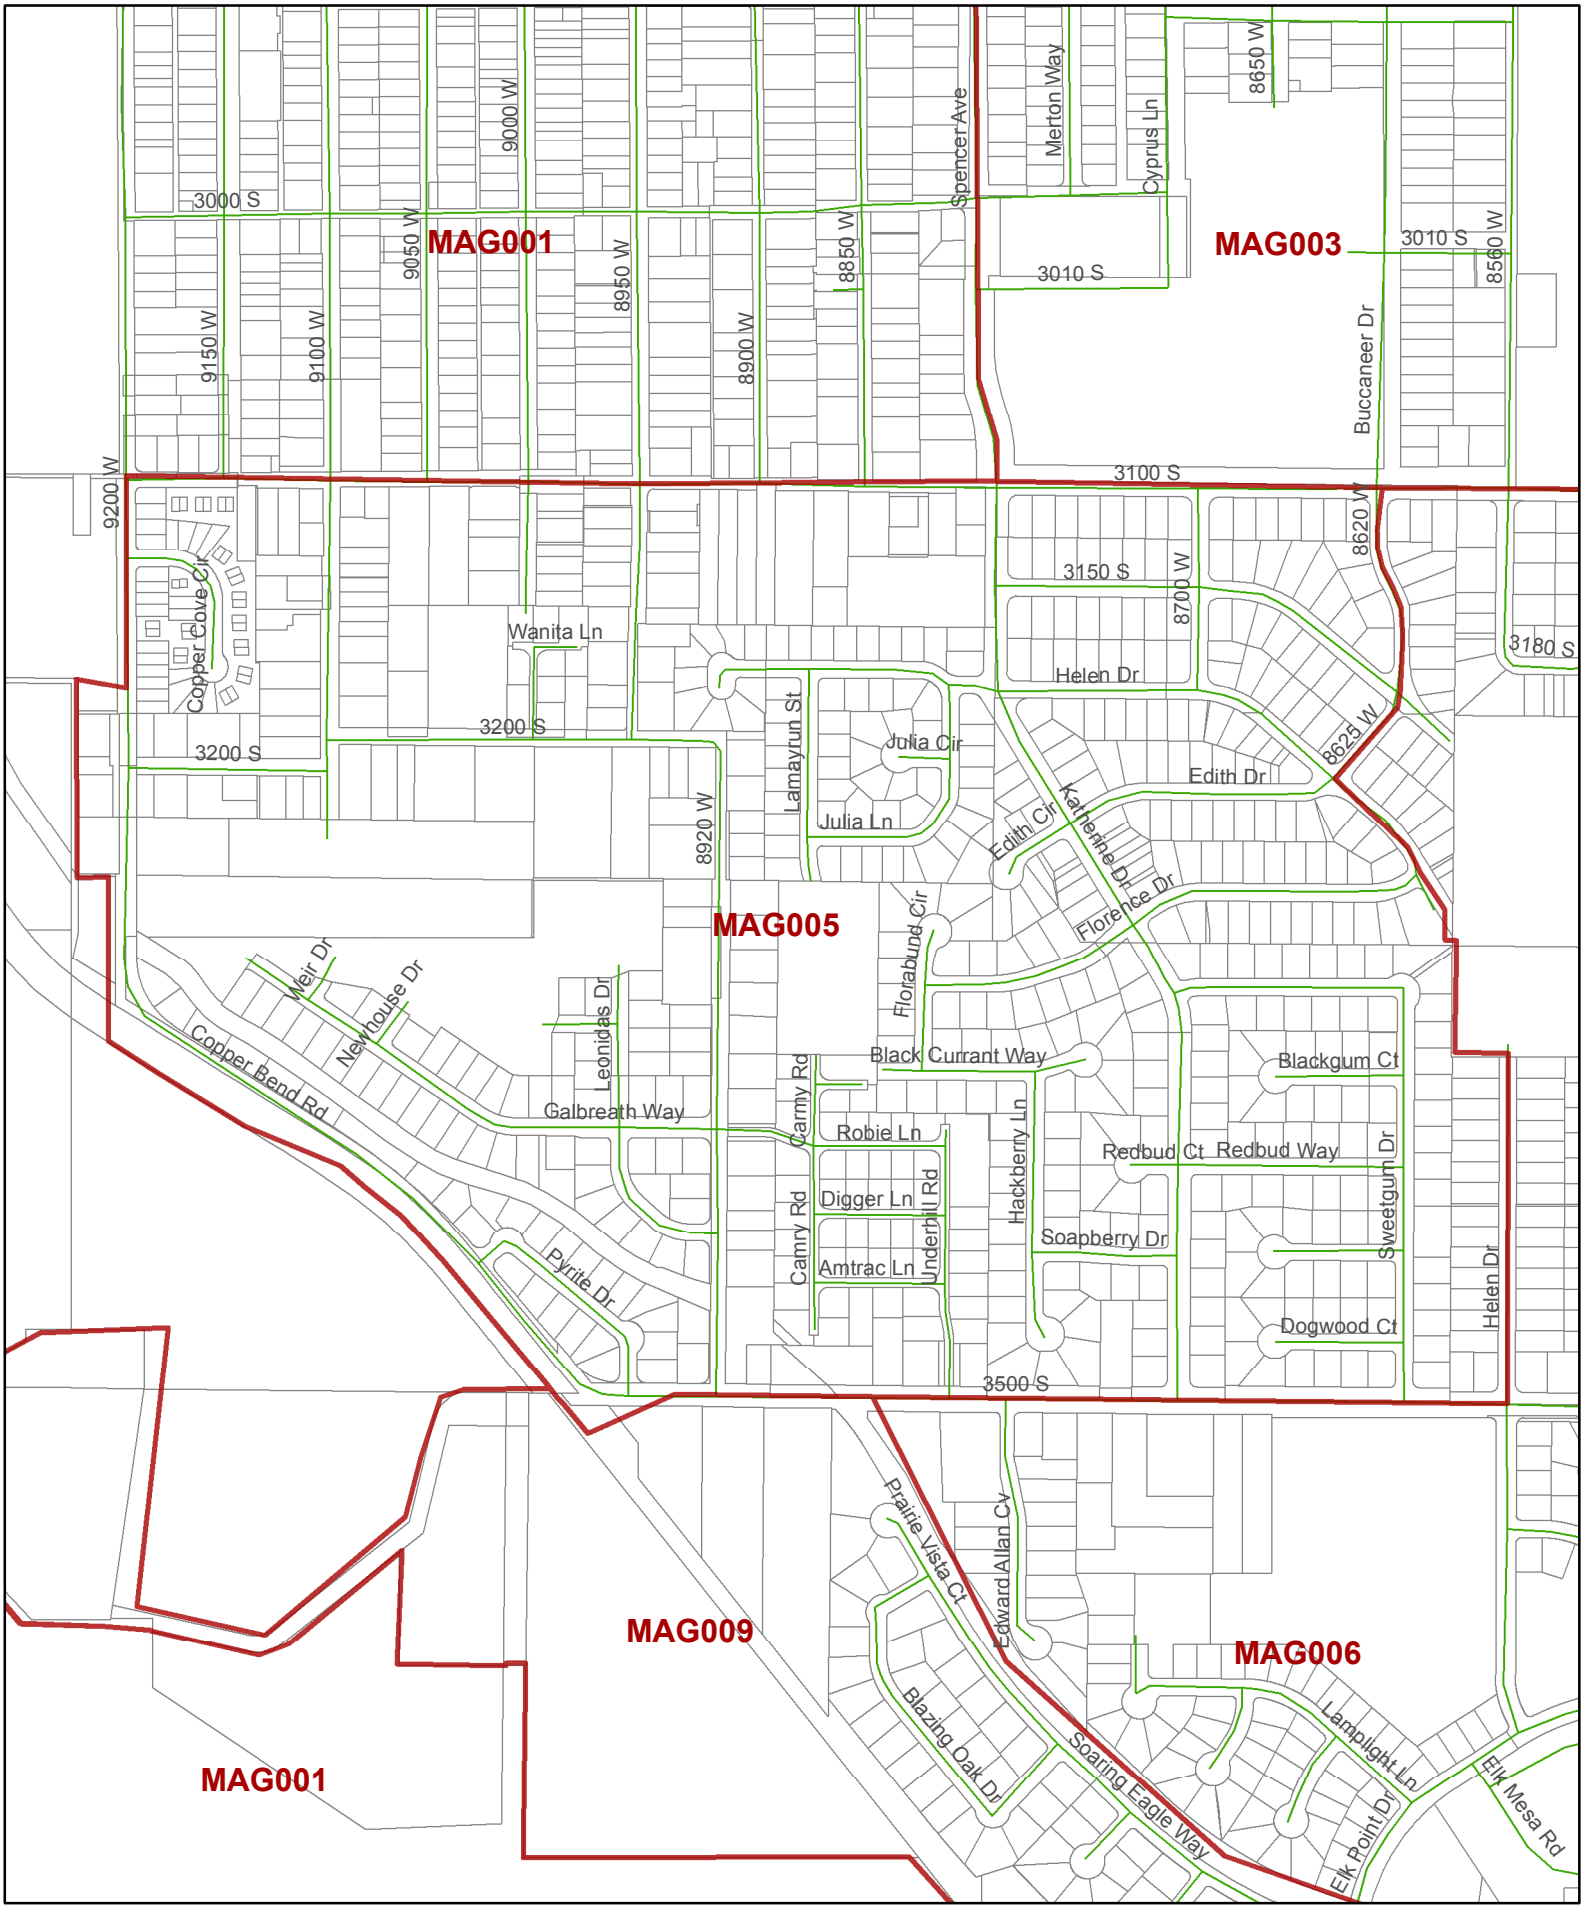 9000 W
Spencer Ave
Merton Way
Cyprus Ln
8650 W
3000 S
9050 W
MAG001
8950 W
8850 W
MAG003
3010 S
8560 W
3010 S
9150 W
9100 W
8900 W
Buccaneer Dr
9200 W
3100 S
8620 W
Copper Cove Cir
3150 S
8700 W
Wanita Ln
3180 S
Helen Dr
3200 S
3200 S
Lamayrun St
Julia Cir
8625 W
Edith Dr
8920 W
Julia Ln
Edith Cir
Katherine Dr
Florence Dr
MAG005
Florabund Cir
Weir Dr
Newhouse Dr
Leonidas Dr
Copper Bend Rd
Black Currant Way
Blackgum Ct
Galbreath Way
Carmy Rd
Robie Ln
Hackberry Ln
Redbud Ct
Redbud Way
Sweetgum Dr
Digger Ln
Underhill Rd
Camry Rd
Soapberry Dr
Amtrac Ln
Pyrite Dr
Helen Dr
Dogwood Ct
3500 S
Prairie Vista Ct
Edward Allan Cv
MAG009
MAG006
Blazing Oak Dr
Lamplight Ln
Soaring Eagle Way
MAG001
Elk Mesa Rd
Elk Point Dr